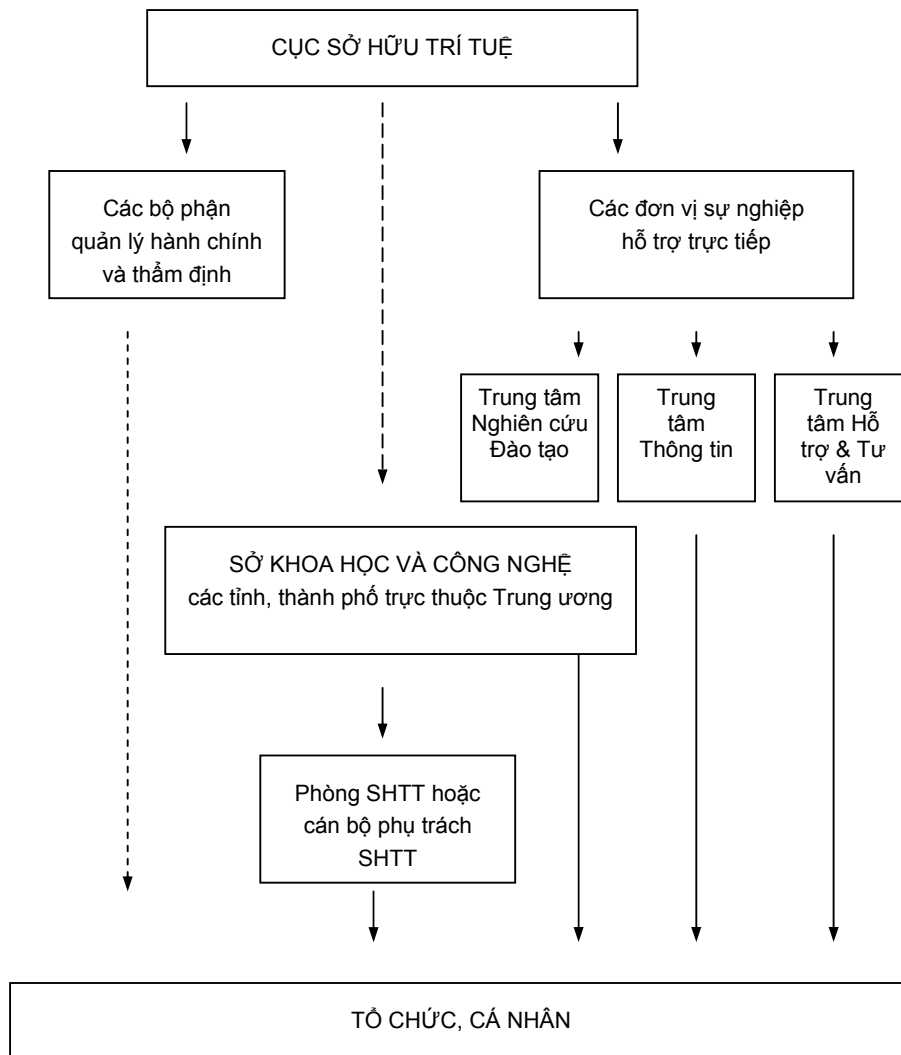 CỤC SỞ HỮU TRÍ TUỆ
Các bộ phận
quản lý hành chính
và thẩm định
Các đơn vị sự nghiệp
hỗ trợ trực tiếp
Trung tâm
Nghiên cứu
Đào tạo
Trung
tâm
Thông tin
Trung
tâm Hỗ
trợ & Tư
vấn
SỞ KHOA HỌC VÀ CÔNG NGHỆ
các tỉnh, thành phố trực thuộc Trung ương
Phòng SHTT hoặc
cán bộ phụ trách
SHTT
TỔ CHỨC, CÁ NHÂN